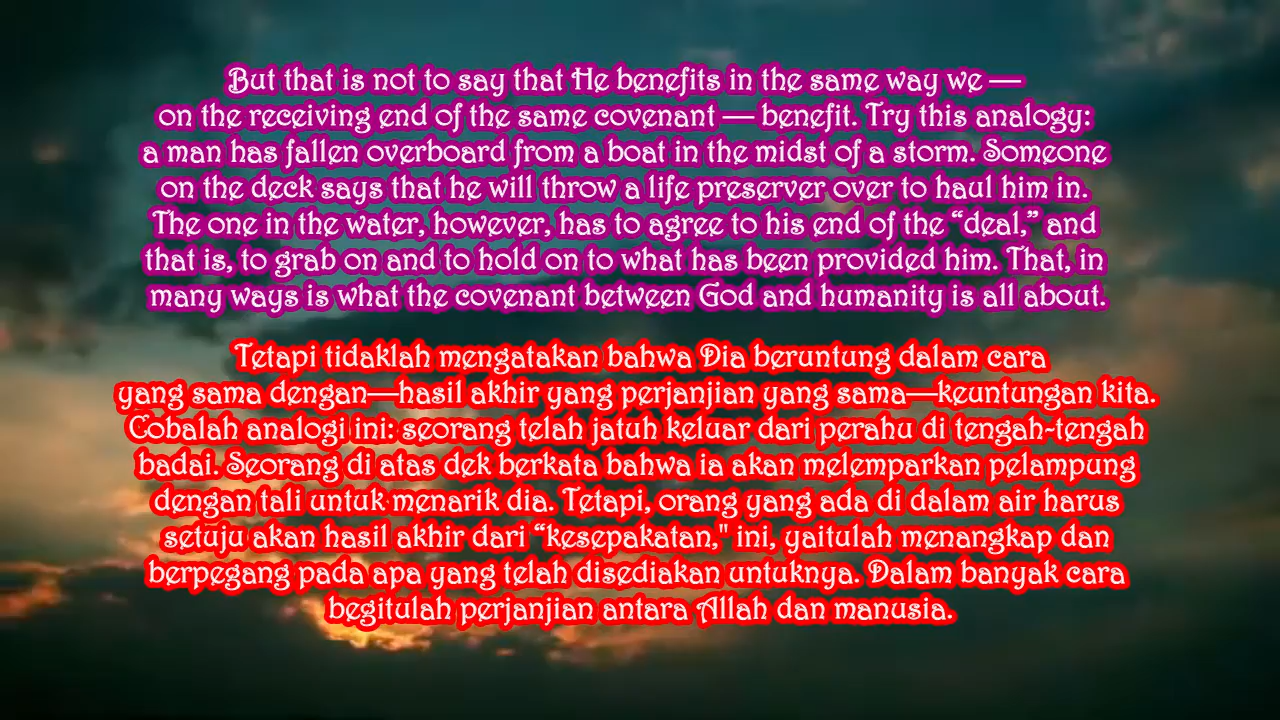 But that is not to say that He benefits in the same way we —
on the receiving end of the same covenant — benefit. Try this analogy:
a man has fallen overboard from a boat in the midst of a storm. Someone
on the deck says that he will throw a life preserver over to haul him in.
The one in the water, however, has to agree to his end of the “deal,” and
that is, to grab on and to hold on to what has been provided him. That, in
many ways is what the covenant between God and humanity is all about.
Tetapi tidaklah mengatakan bahwa Dia beruntung dalam cara
yang sama dengan—hasil akhir yang perjanjian yang sama—keuntungan kita.
Cobalah analogi ini: seorang telah jatuh keluar dari perahu di tengah-tengah
badai. Seorang di atas dek berkata bahwa ia akan melemparkan pelampung
dengan tali untuk menarik dia. Tetapi, orang yang ada di dalam air harus
setuju akan hasil akhir dari “kesepakatan," ini, yaitulah menangkap dan
berpegang pada apa yang telah disediakan untuknya. Dalam banyak cara
begitulah perjanjian antara Allah dan manusia.